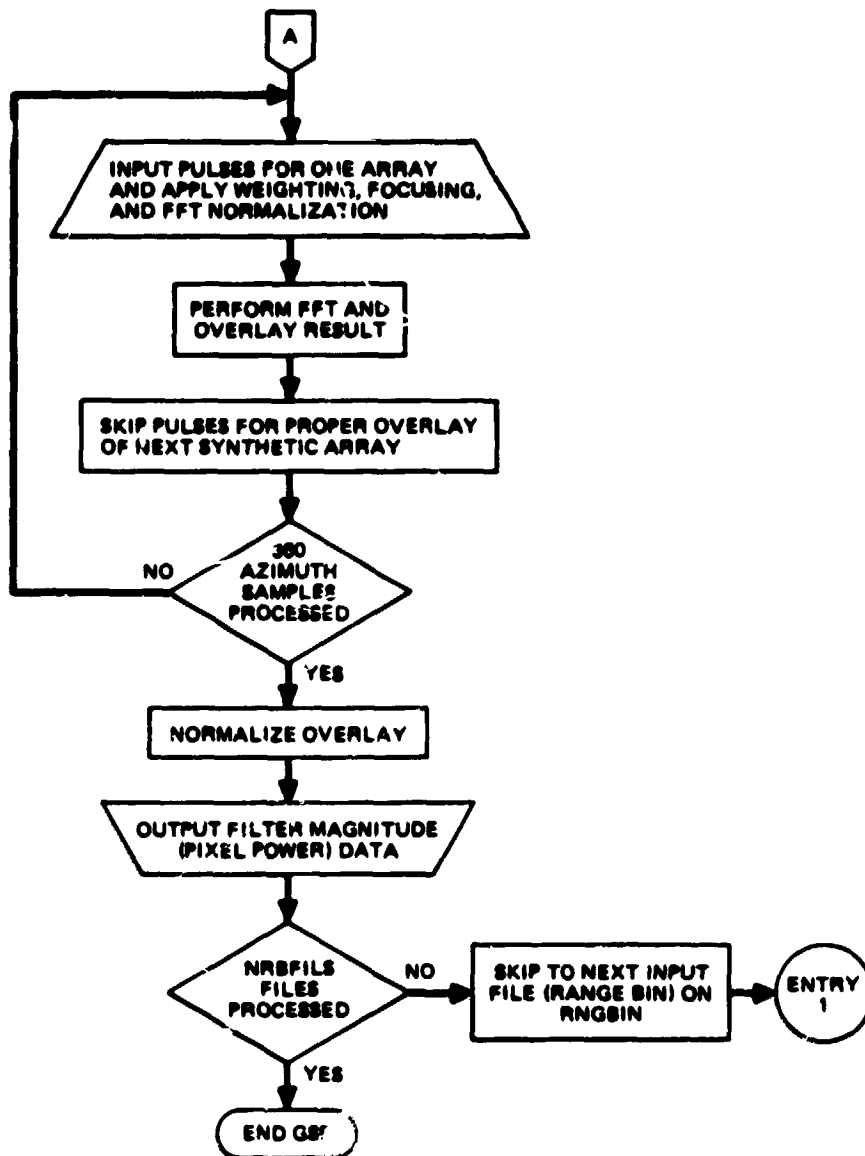 A
INPUT PULSES FOR ONE ARRAY
AND APPLY WEIGHTING, FOCUSING,
AND FFT NORMALIZATION
PERFORM FFT AND
OVERLAY RESULT
SKIP PULSES FOR PROPER OVERLAY
OF NEXT SYNTHETIC ARRAY
360
AZIMUTH
SAMPLES
PROCESSED
NO
YES
NORMALIZE OVERLAY
OUTPUT FILTER MAGNITUDE
(PIXEL POWER) DATA
NRBFILS
FILES
PROCESSED
NO
SKIP TO NEXT INPUT
FILE (RANGE BIN) ON
RNGBIN
ENTRY
1
YES
END